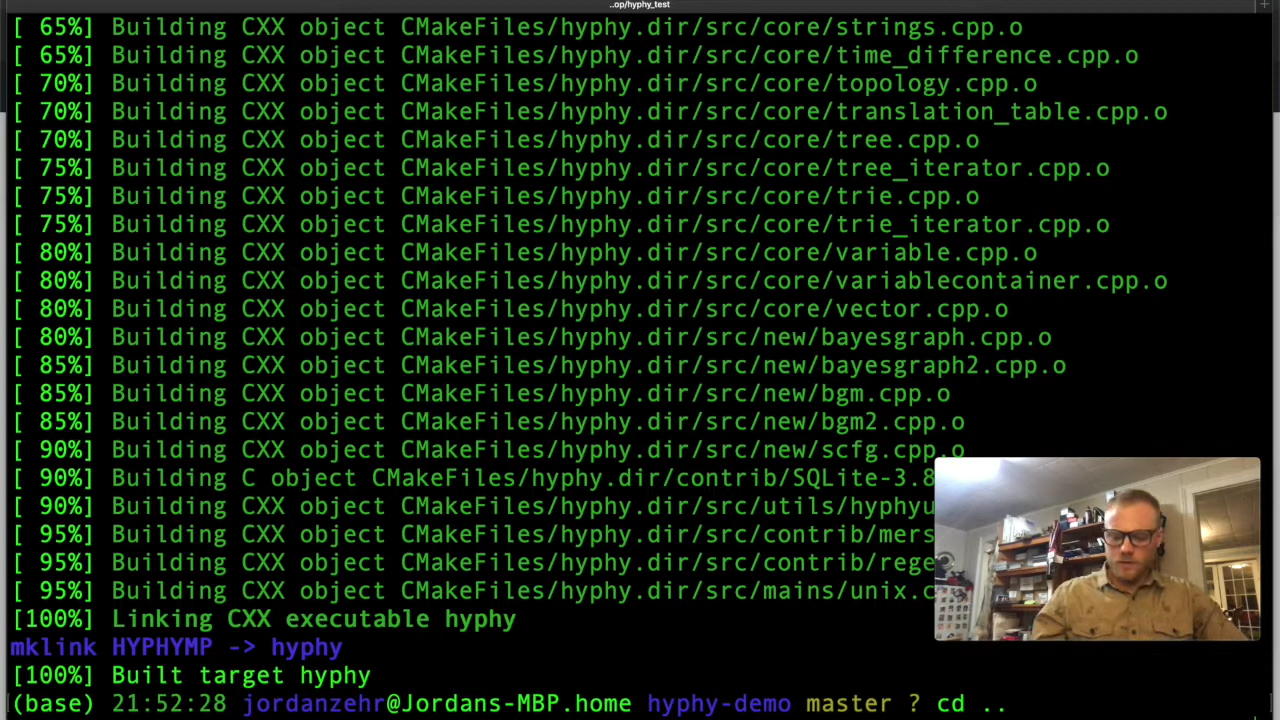 ..op/hyphy_test
[ 65%] Building CXX object CMakeFiles/hyphy.dir/src/core/strings.cpp.o
[ 65%] Building CXX object CMakeFiles/hyphy.dir/src/core/time_difference.cpp.o
[ 70%] Building CXX object CMakeFiles/hyphy.dir/src/core/topology.cpp.o
[ 70%] Building CXX object CMakeFiles/hyphy.dir/src/core/translation_table.cpp.o
[ 70%] Building CXX object CMakeFiles/hyphy.dir/src/core/tree.cpp.o
[ 75%] Building CXX object CMakeFiles/hyphy.dir/src/core/tree_iterator.cpp.o
[ 75%] Building CXX object CMakeFiles/hyphy.dir/src/core/trie.cpp.o
[ 75%] Building CXX object CMakeFiles/hyphy.dir/src/core/trie_iterator.cpp.o
[ 80%] Building CXX object CMakeFiles/hyphy.dir/src/core/variable.cpp.o
[ 80%] Building CXX object CMakeFiles/hyphy.dir/src/core/variablecontainer.cpp.o
[ 80%] Building CXX object CMakeFiles/hyphy.dir/src/core/vector.cpp.o
[ 80%] Building CXX object CMakeFiles/hyphy.dir/src/new/bayesgraph.cpp.o
[ 85%] Building CXX object CMakeFiles/hyphy.dir/src/new/bayesgraph2.cpp.o
[ 85%] Building CXX object CMakeFiles/hyphy.dir/src/new/bgm.cpp.o
[ 85%] Building CXX object CMakeFiles/hyphy.dir/src/new/bgm2.cpp.o
[ 90%] Building CXX object CMakeFiles/hyphy.dir/src/new/scfg.cpp.o
[ 90%] Building C object CMakeFiles/hyphy.dir/contrib/SQLite-3.8
[ 90%] Building CXX object CMakeFiles/hyphy.dir/src/utils/hyphyu
[ 95%] Building CXX object CMakeFiles/hyphy.dir/src/contrib/mers
[ 95%] Building CXX object CMakeFiles/hyphy.dir/src/contrib/rege
[ 95%] Building CXX object CMakeFiles/hyphy.dir/src/mains/unix.c
[100%] Linking CXX executable hyphy
mklink HYPHYMP -> hyphy
[100%] Built target hyphy
(base) 21:52:28 jordanzehr@Jordans-MBP.home hyphy-demo master ? cd ..